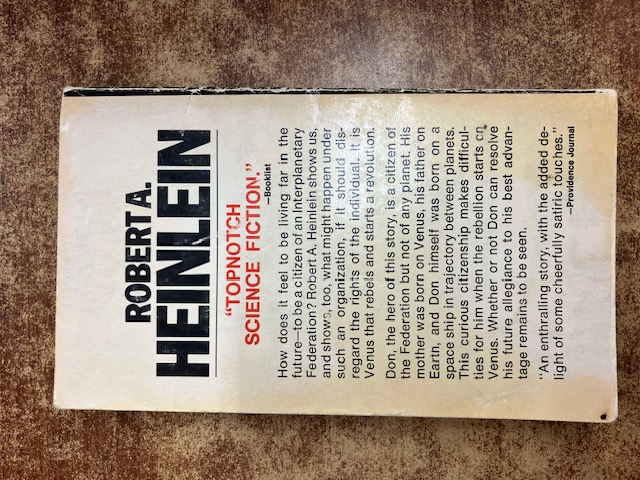 ROBERT A.
HEINLEIN
"TOPNOTCH
SCIENCE FICTION."
—Booklist
How does it feel to be living far in the
future—to be a citizen of an Interplanetary
Federation? Robert A. Heinlein shows us,
and shows, too, what might happen under
such an organization, if it should dis-
regard the rights of the individual. It is
Venus that rebels and starts a revolution.
Don, the hero of this story, is a citizen of
the Federation but not of any planet. His
mother was born on Venus, his father on
Earth, and Don himself was born on a
space ship in trajectory between planets.
This curious citizenship makes difficul-
ties for him when the rebellion starts on
Venus. Whether or not Don can resolve
his future allegiance to his best advan-
tage remains to be seen.
"An enthralling story, with the added de-
light of some cheerfully satiric touches."
—Providence Journal